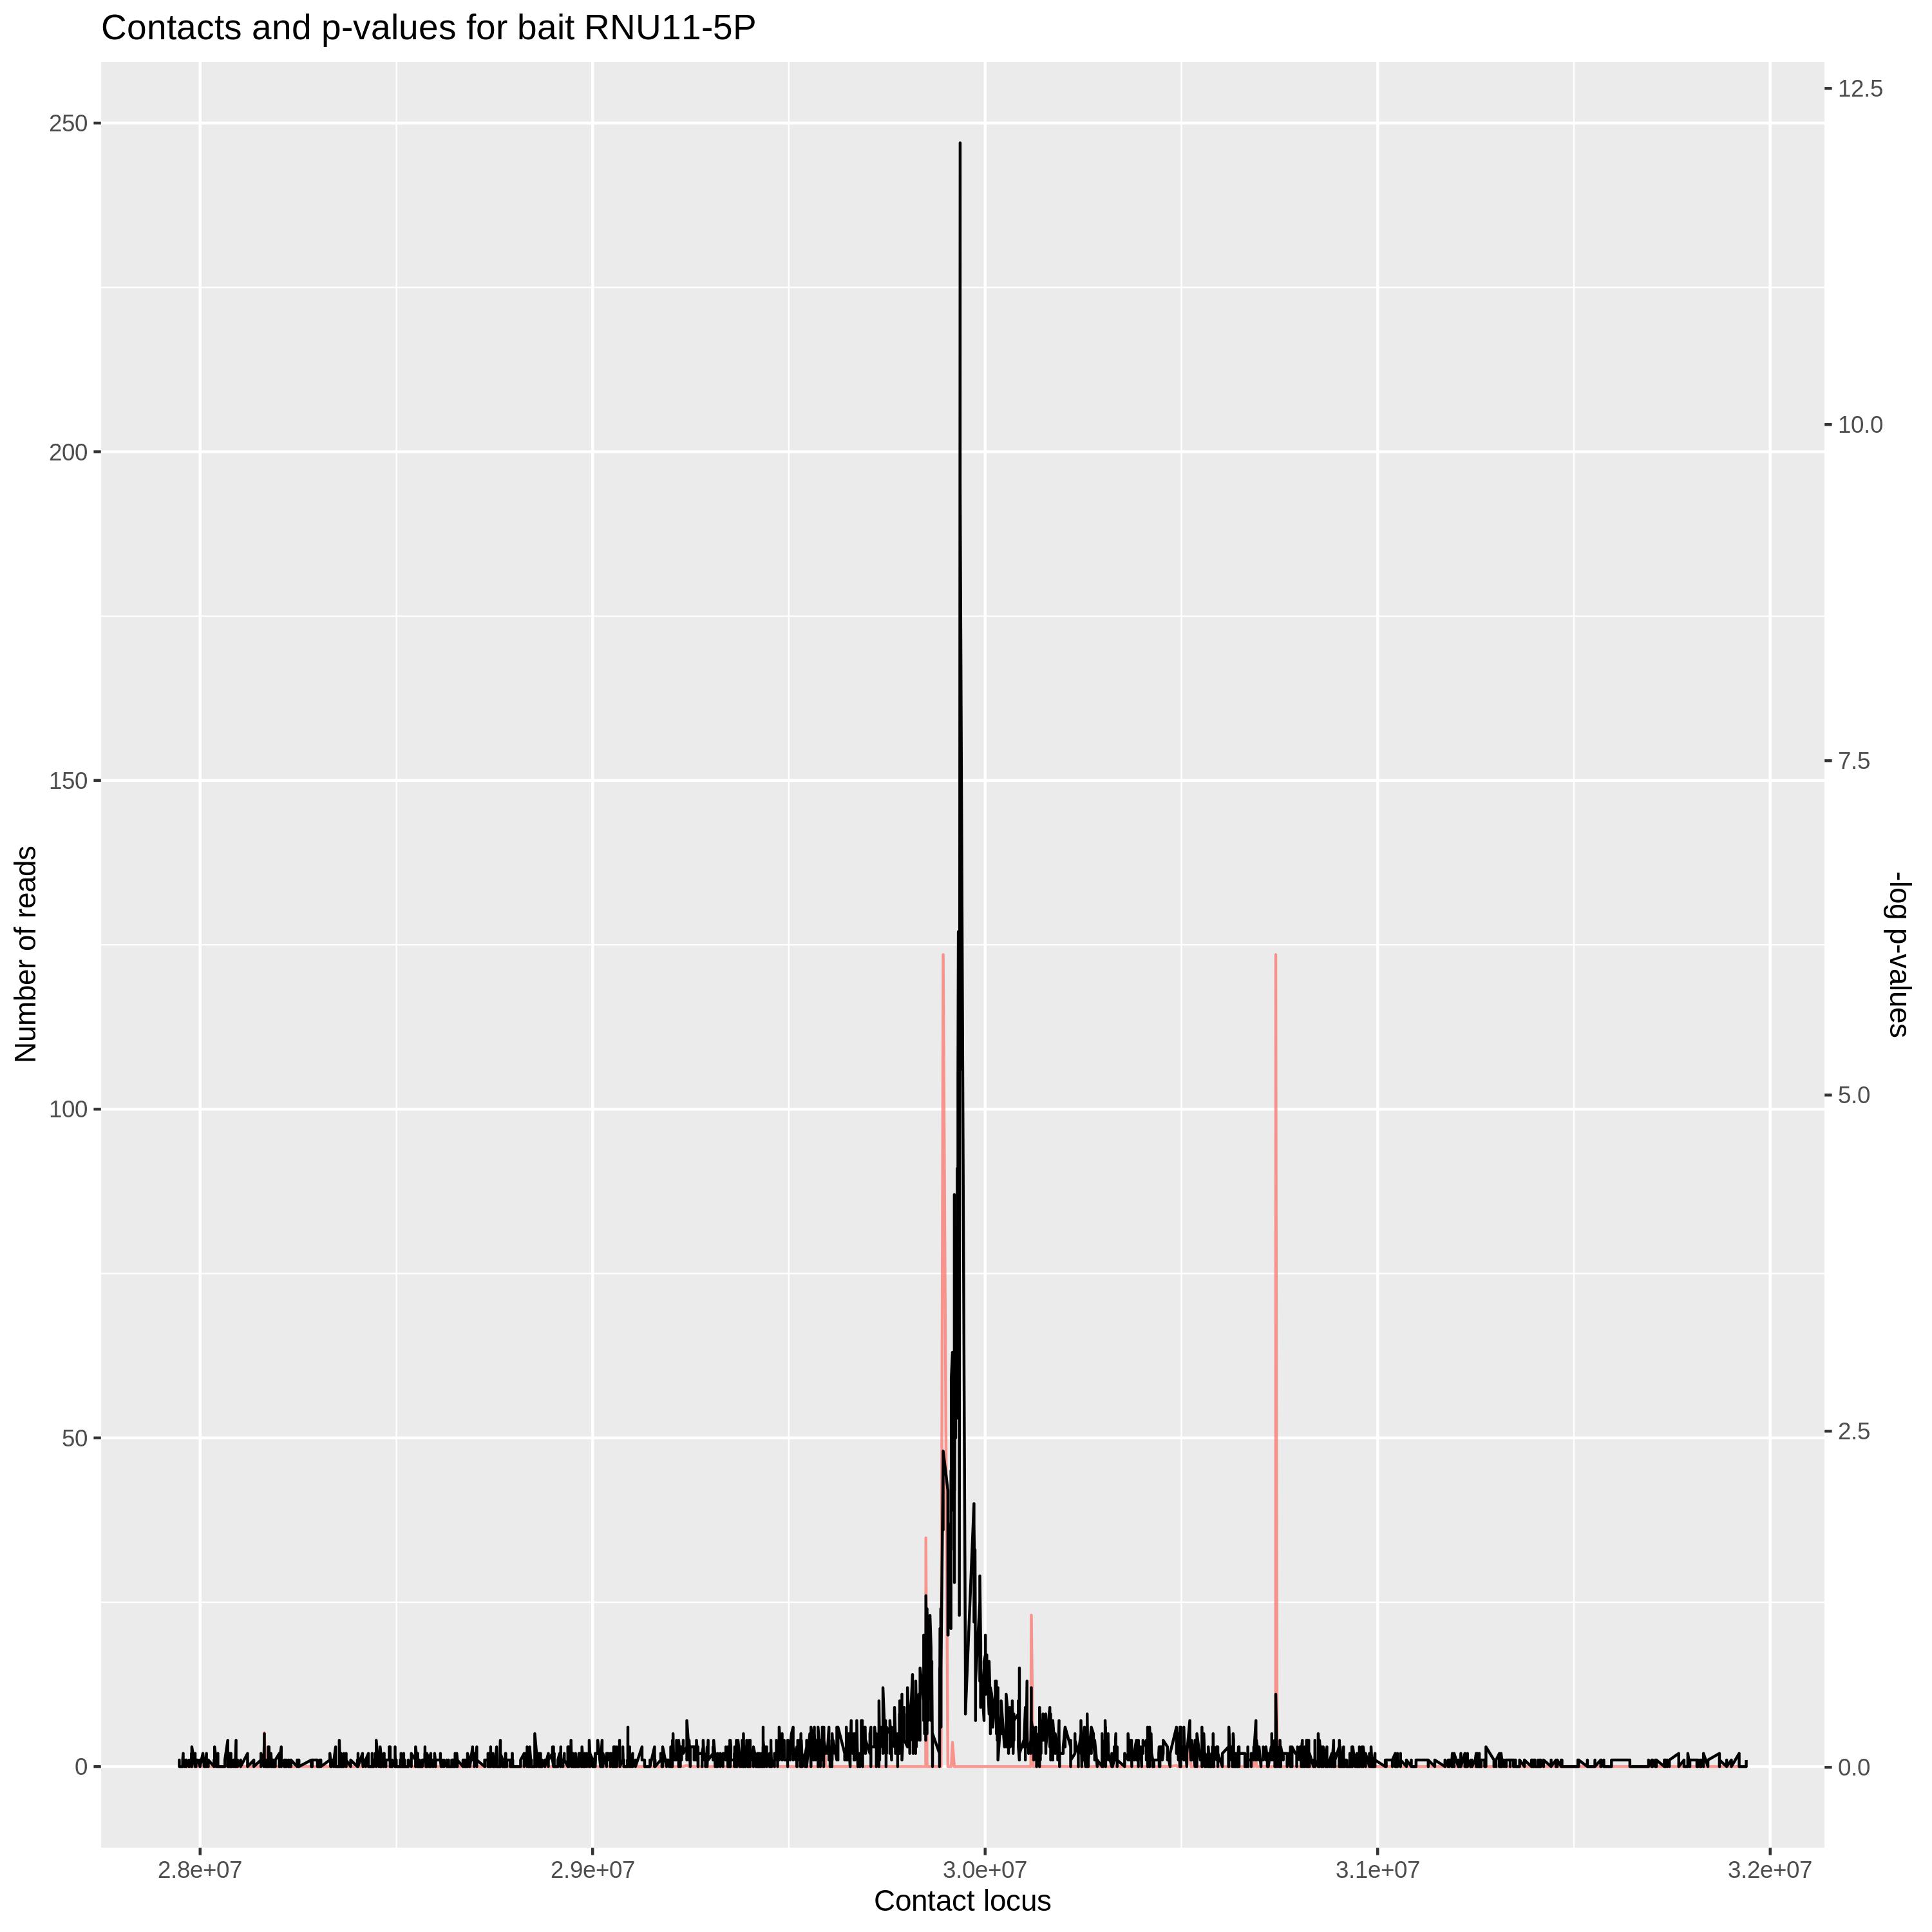 Contacts and p-values for bait RNU11-5P
Number of reads
250
200
150
100
50
0
12.5
10.0
7.5
5.0
2.5
0.0
-log p-values
2.8e+07
2.9e+07
3.0e+07
3.1e+07
3.2e+07
Contact locus